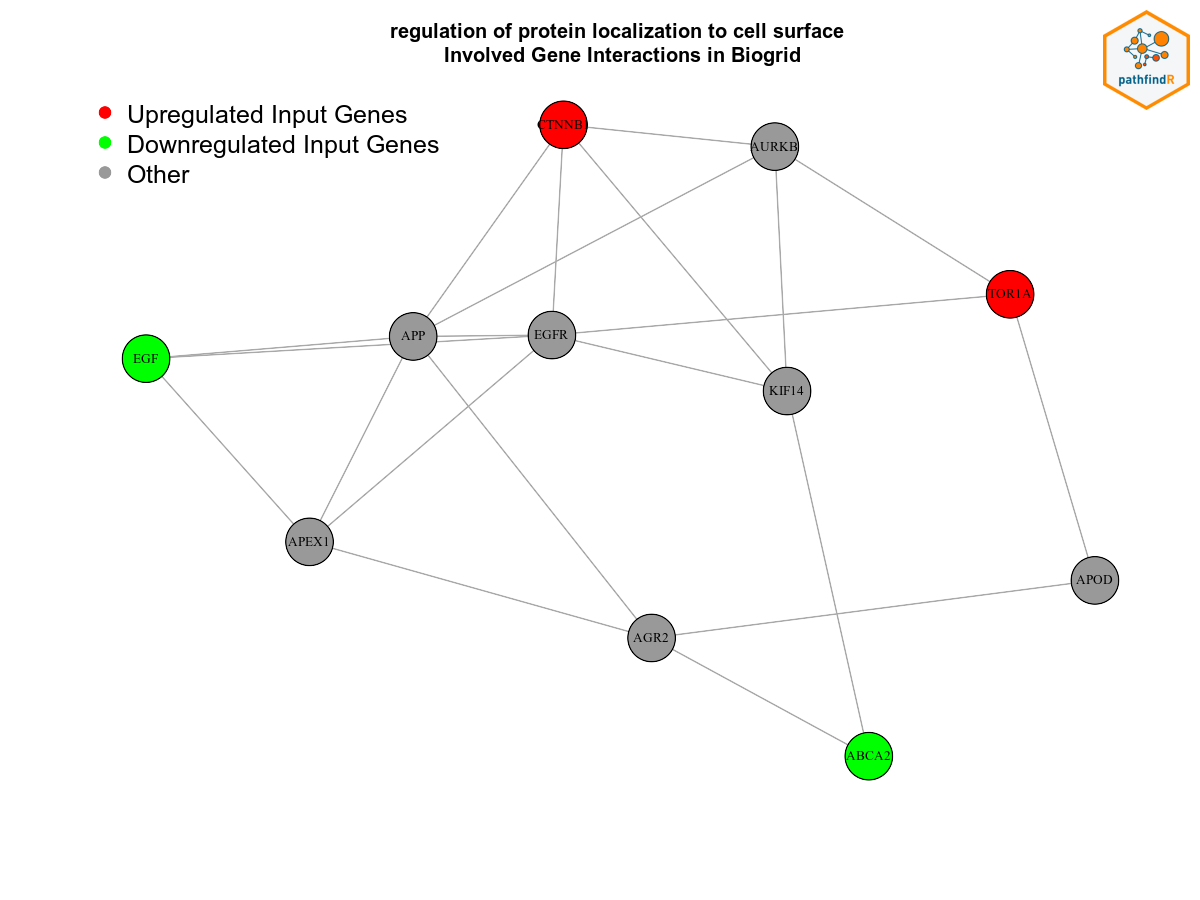 regulation of protein localization to cell surface
Involved Gene Interactions in Biogrid
pathfindR
Upregulated Input Genes
Downregulated Input Genes
Other
CTNNB1
AURKB
TOR1A
APP
EGFR
EGF
KIF14
APEX1
APOD
AGR2
ABCA2